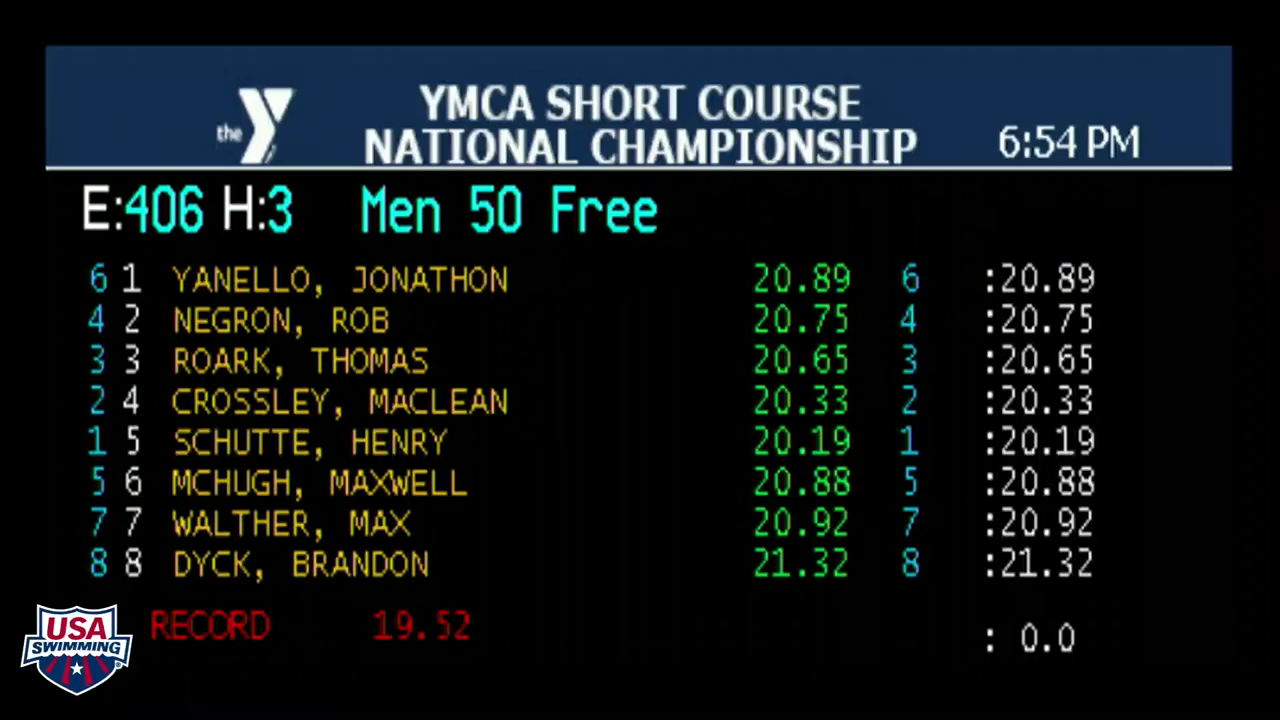 the Y
YMCA SHORT COURSE
NATIONAL CHAMPIONSHIP
6:54 PM
E:406 H:3 Men 50 Free
6 1 YANELLO, JONATHON 20.89 6 :20.89
4 2 NEGRON, ROB 20.75 4 :20.75
3 3 ROARK, THOMAS 20.65 3 :20.65
2 4 CROSSLEY, MACLEAN 20.33 2 :20.33
1 5 SCHUTTE, HENRY 20.19 1 :20.19
5 6 MCHUGH, MAXWELL 20.88 5 :20.88
7 7 WALTHER, MAX 20.92 7 :20.92
8 8 DYCK, BRANDON 21.32 8 :21.32
RECORD 19.52
: 0.0
USA
SWIMMING